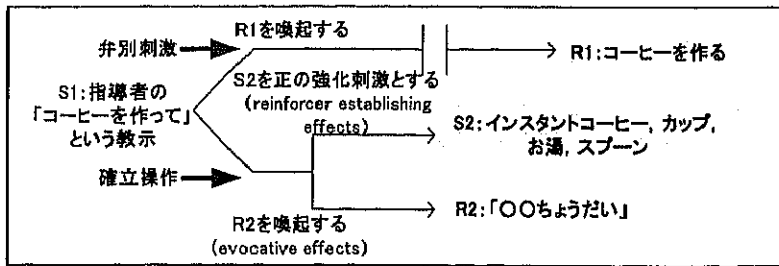 弁別刺激
R1を喚起する
R1:コーヒーを作る
S1:指導者の
「コーヒーを作って」
という教示
S2を正の強化刺激とする
(reinforcer establishing
effects)
S2:インスタントコーヒー, カップ,
お湯, スプーン
確立操作
R2を喚起する
(evocative effects)
R2:「〇〇ちょうだい」